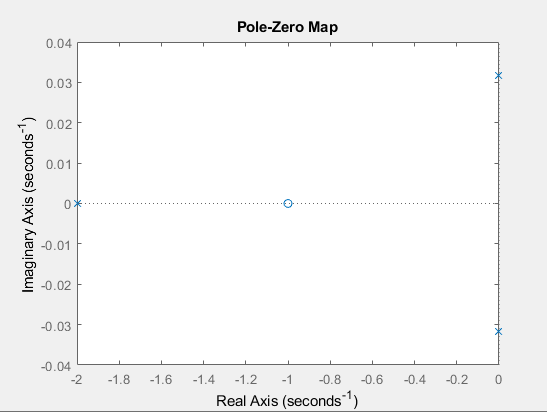 Pole-Zero Map
0.04
0.03
0.02
0.01
0
-0.01
-0.02
-0.03
-0.04
Imaginary Axis (seconds⁻¹)
-2 -1.8 -1.6 -1.4 -1.2 -1 -0.8 -0.6 -0.4 -0.2 0
Real Axis (seconds⁻¹)